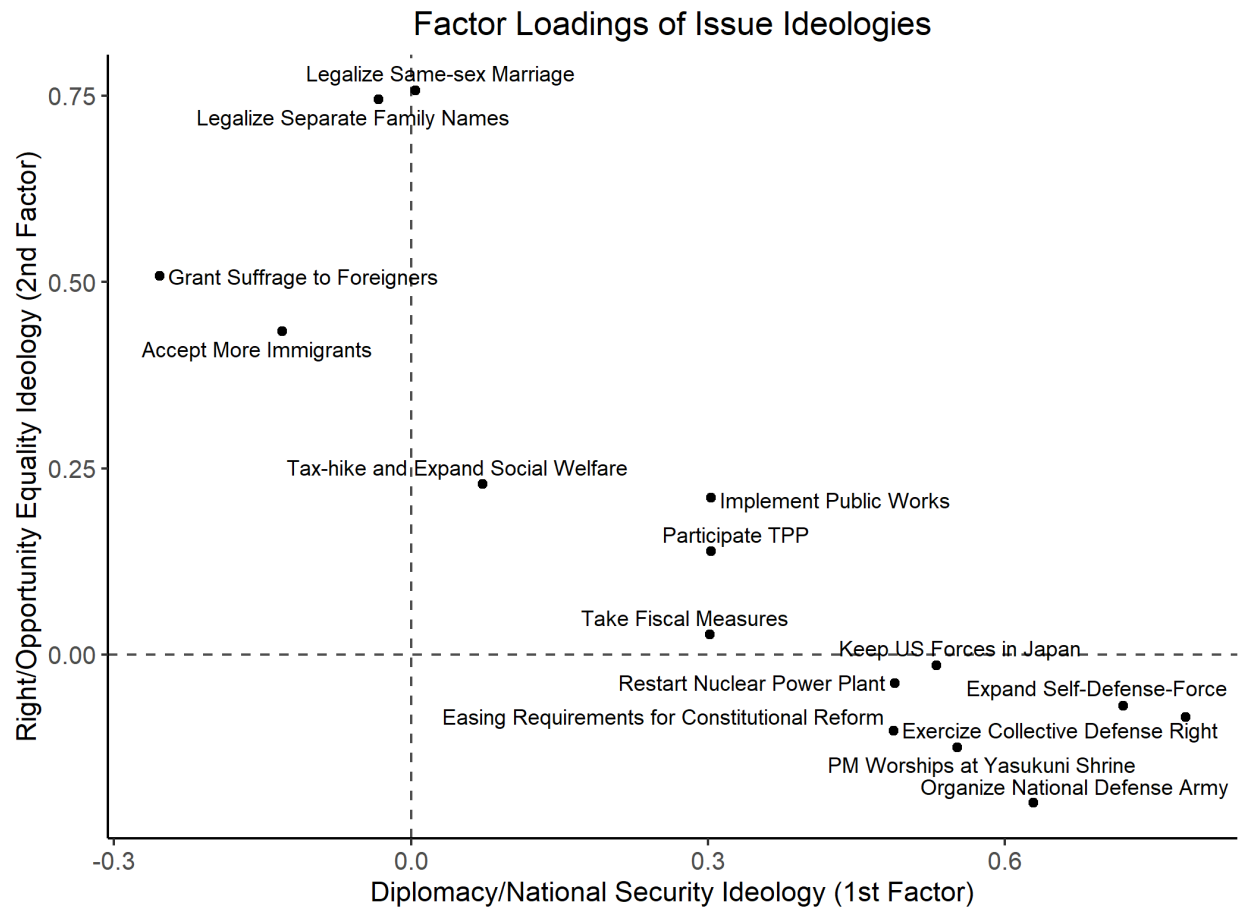 Factor Loadings of Issue Ideologies
Right/Opportunity Equality Ideology (2nd Factor)
0.75
0.50
0.25
0.00
Legalize Same-sex Marriage
Legalize Separate Family Names
Grant Suffrage to Foreigners
Accept More Immigrants
Tax-hike and Expand Social Welfare
Implement Public Works
Participate TPP
Take Fiscal Measures
Keep US Forces in Japan
Restart Nuclear Power Plant
Expand Self-Defense-Force
Easing Requirements for Constitutional Reform
Exercize Collective Defense Right
PM Worships at Yasukuni Shrine
Organize National Defense Army
-0.3
0.0
0.3
0.6
Diplomacy/National Security Ideology (1st Factor)